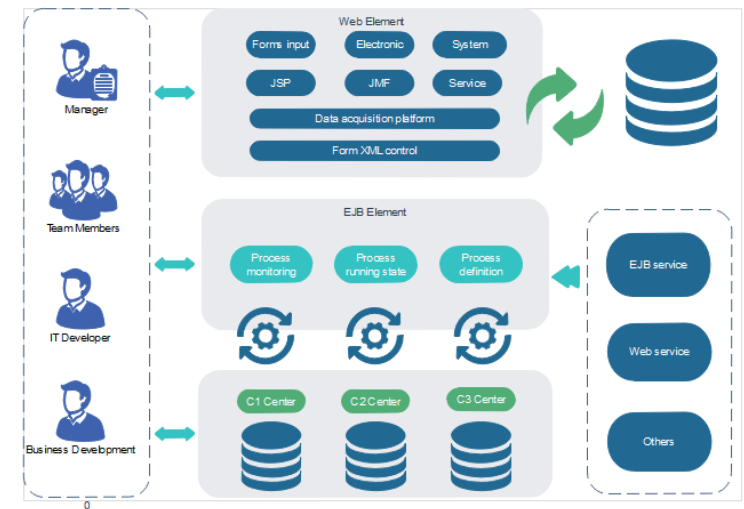 Web Element
Forms input
Electronic
System
JSP
JMF
Service
Data acquisition platform
Form XML control
Manager
Team Members
IT Developer
Business Development
0
EJB Element
Process
monitoring
Process
running state
Process
definition
C1 Center
C2 Center
C3 Center
EJB service
Web service
Others